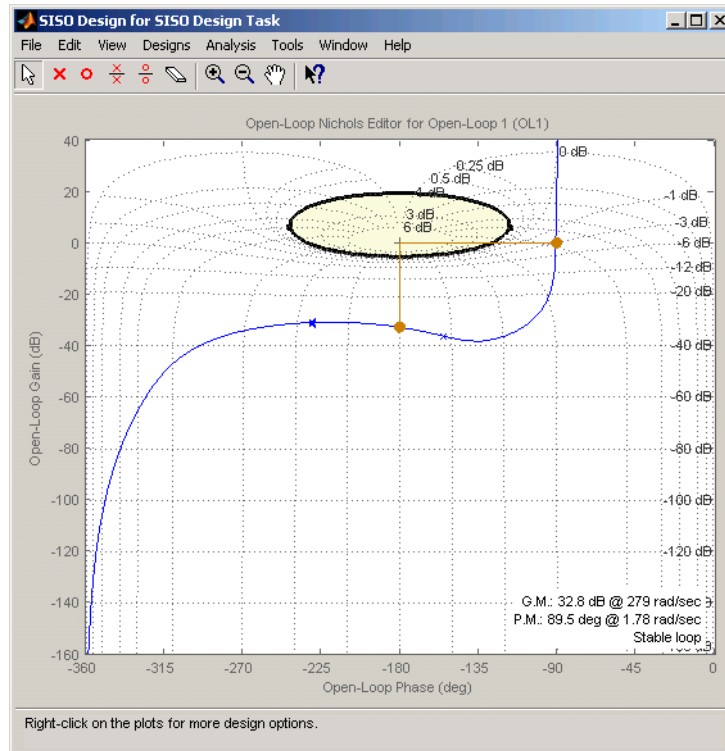 SISO Design for SISO Design Task
File Edit View Designs Analysis Tools Window Help
Open-Loop Nichols Editor for Open-Loop 1 (OL1)
40
20
0
-20
-40
-60
-80
-100
-120
-140
-160
Open-Loop Gain (dB)
0 dB
0.25 dB
0.5 dB
1 dB
3 dB
6 dB
-1 dB
-3 dB
-6 dB
-12 dB
-20 dB
-40 dB
-60 dB
-80 dB
-100 dB
-120 dB
G.M.: 32.8 dB @ 279 rad/sec
P.M.: 89.5 deg @ 1.78 rad/sec
Stable loop
-360 -315 -270 -225 -180 -135 -90 -45 0
Open-Loop Phase (deg)
Right-click on the plots for more design options.